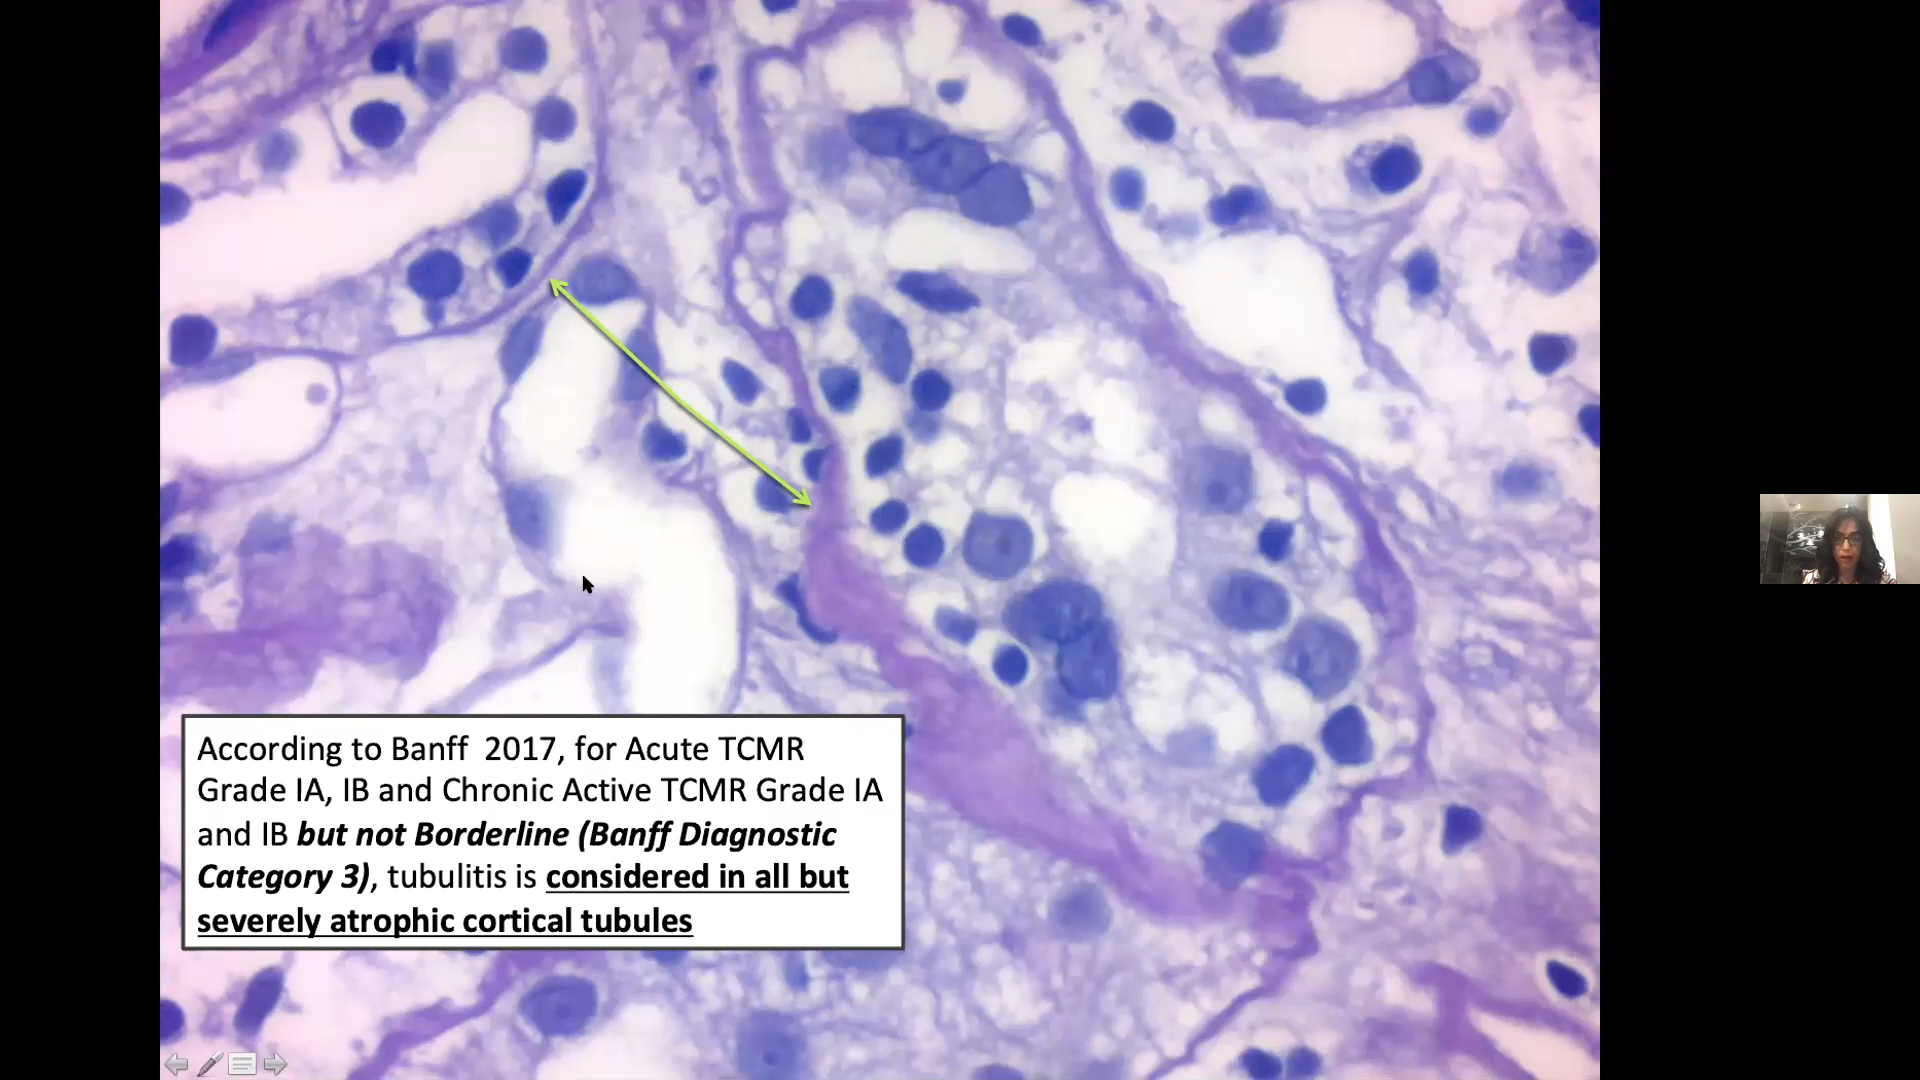 According to Banff  2017, for Acute TCMR
Grade IA, IB and Chronic Active TCMR Grade IA
and IB but not Borderline (Banff Diagnostic
Category 3), tubulitis is considered in all but
severely atrophic cortical tubules